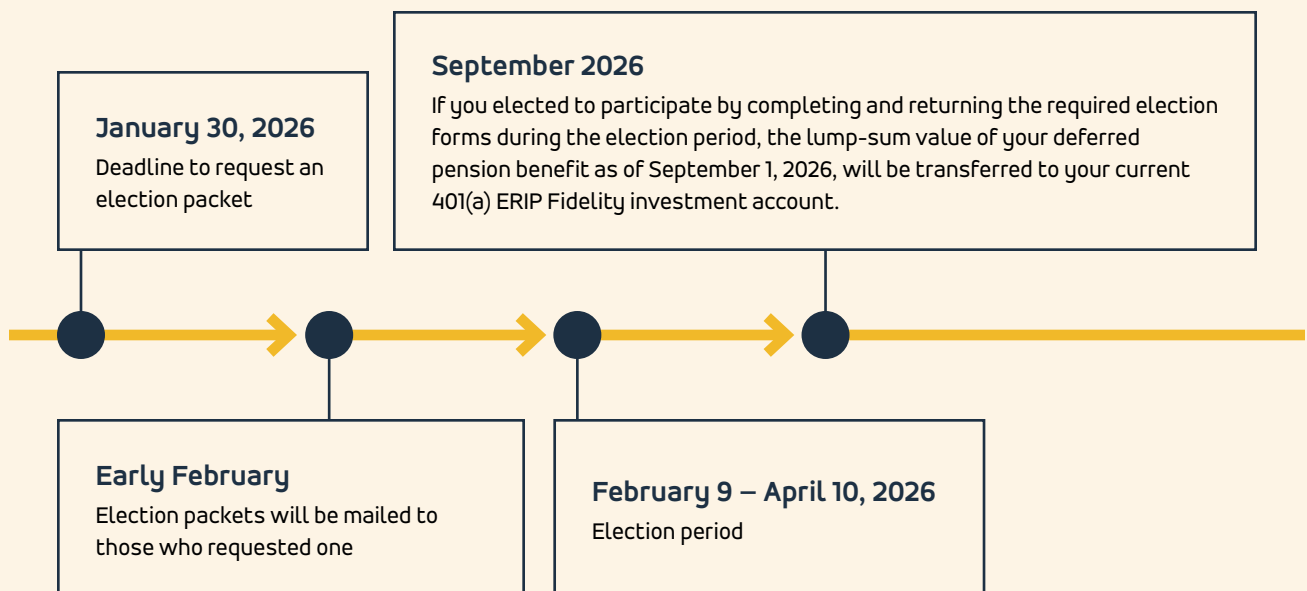 January 30, 2026
Deadline to request an
election packet
September 2026
If you elected to participate by completing and returning the required election
forms during the election period, the lump-sum value of your deferred
pension benefit as of September 1, 2026, will be transferred to your current
401(a) ERIP Fidelity investment account.
Early February
Election packets will be mailed to
those who requested one
February 9 – April 10, 2026
Election period